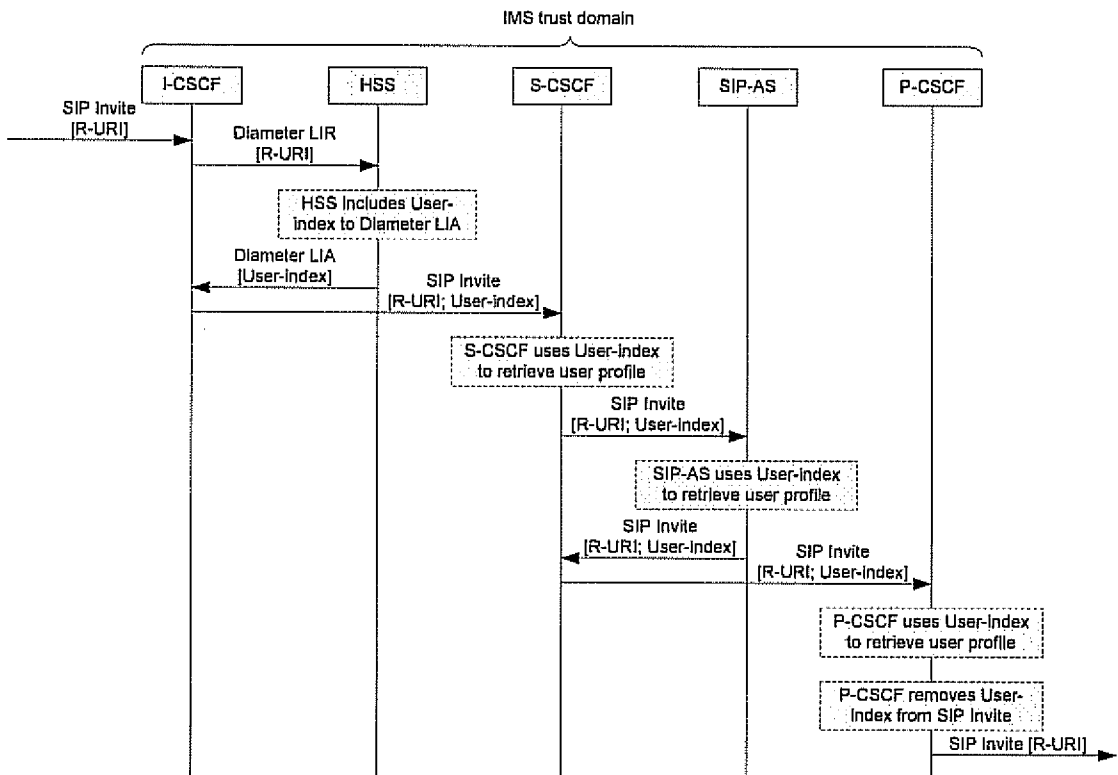 IMS trust domain
I-CSCF
HSS
S-CSCF
SIP-AS
P-CSCF
SIP Invite
[R-URI]
Diameter LIR
[R-URI]
HSS includes User-
index to Diameter LIA
Diameter LIA
[User-index]
SIP Invite
[R-URI; User-index]
S-CSCF uses User-index
to retrieve user profile
SIP Invite
[R-URI; User-index]
SIP-AS uses User-index
to retrieve user profile
SIP Invite
[R-URI; User-index]
SIP Invite
[R-URI; User-index]
P-CSCF uses User-index
to retrieve user profile
P-CSCF removes User-
index from SIP Invite
SIP Invite [R-URI]